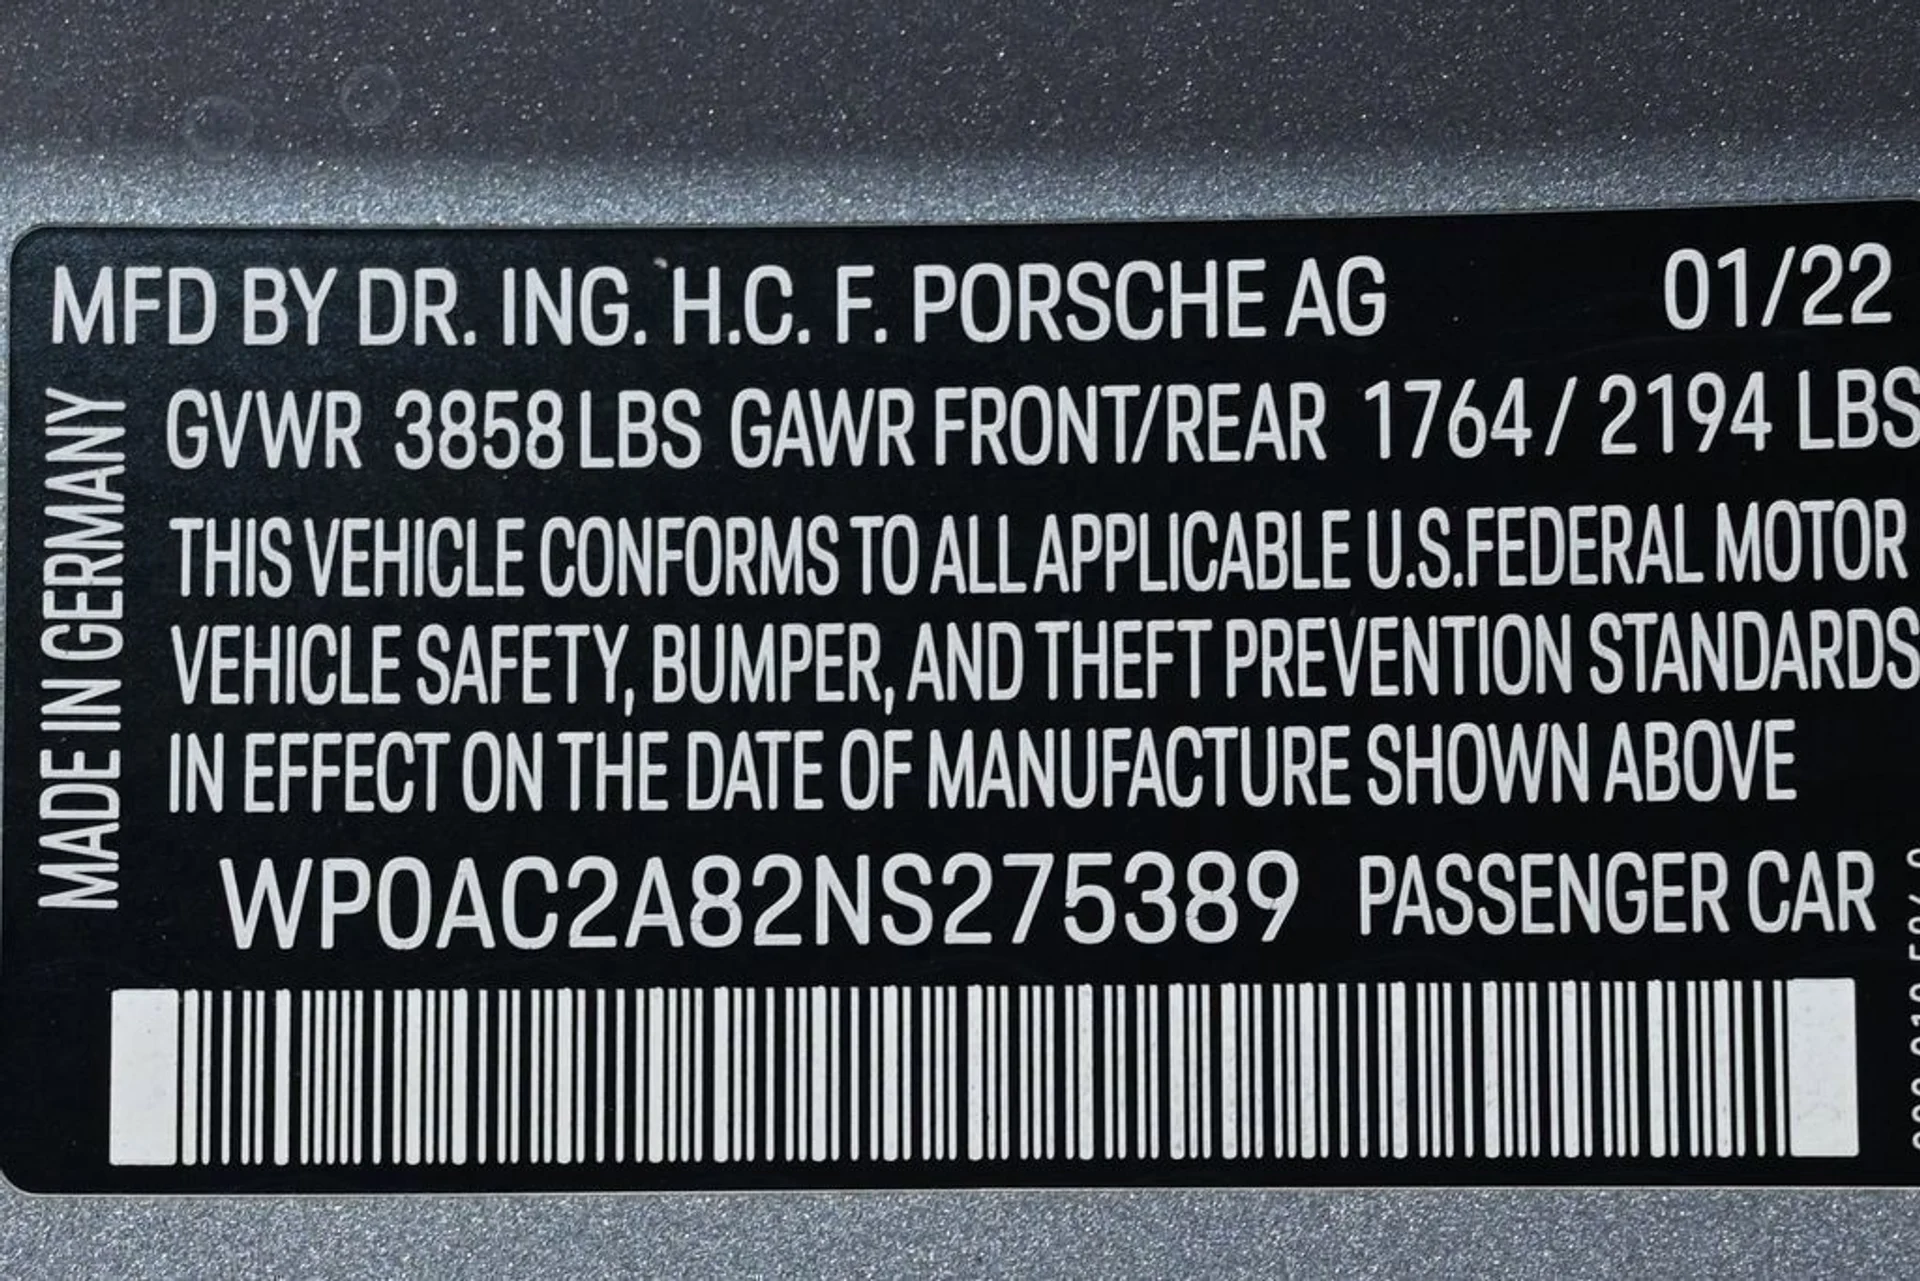 MFD BY DR. ING. H.C. F. PORSCHE AG 01/22
GVWR 3858 LBS GAWR FRONT/REAR 1764 / 2194 LBS
THIS VEHICLE CONFORMS TO ALL APPLICABLE U.S.FEDERAL MOTOR
VEHICLE SAFETY, BUMPER, AND THEFT PREVENTION STANDARDS
IN EFFECT ON THE DATE OF MANUFACTURE SHOWN ABOVE
WP0AC2A82NS275389 PASSENGER CAR
MADE IN GERMANY